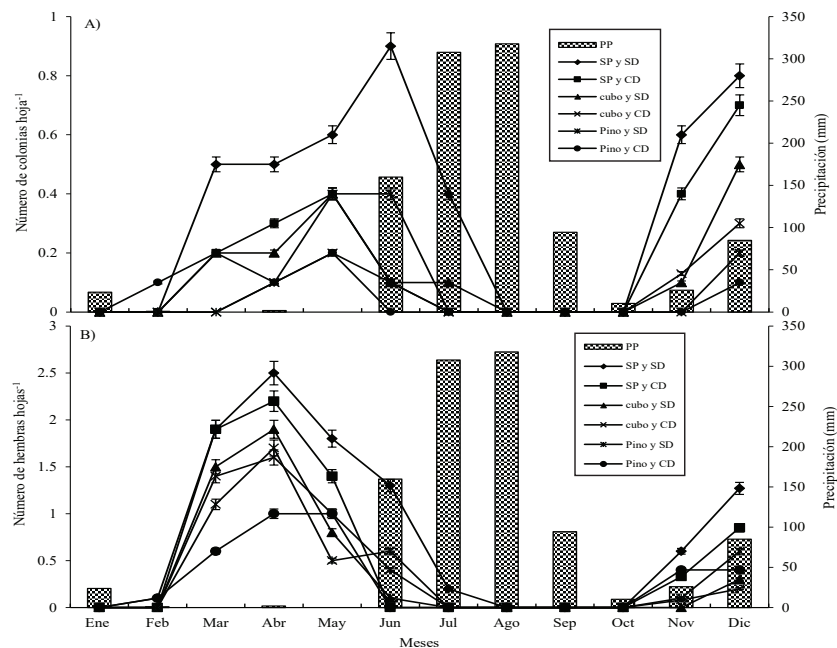 A)
Número de colonias hoja-1
1
0.8
0.6
0.4
0.2
0
PP
SP y SD
SP y CD
cubo y SD
cubo y CD
Pino y SD
Pino y CD
350
300
250
200
150
100
50
0
Precipitación (mm)
B)
Número de hembras hojas-1
3
2.5
2
1.5
1
0.5
0
PP
SP y SD
SP y CD
cubo y SD
cubo y CD
Pino y SD
Pino y CD
350
300
250
200
150
100
50
0
Precipitación (mm)
Ene Feb Mar Abr May Jun Jul Ago Sep Oct Nov Dic
Meses